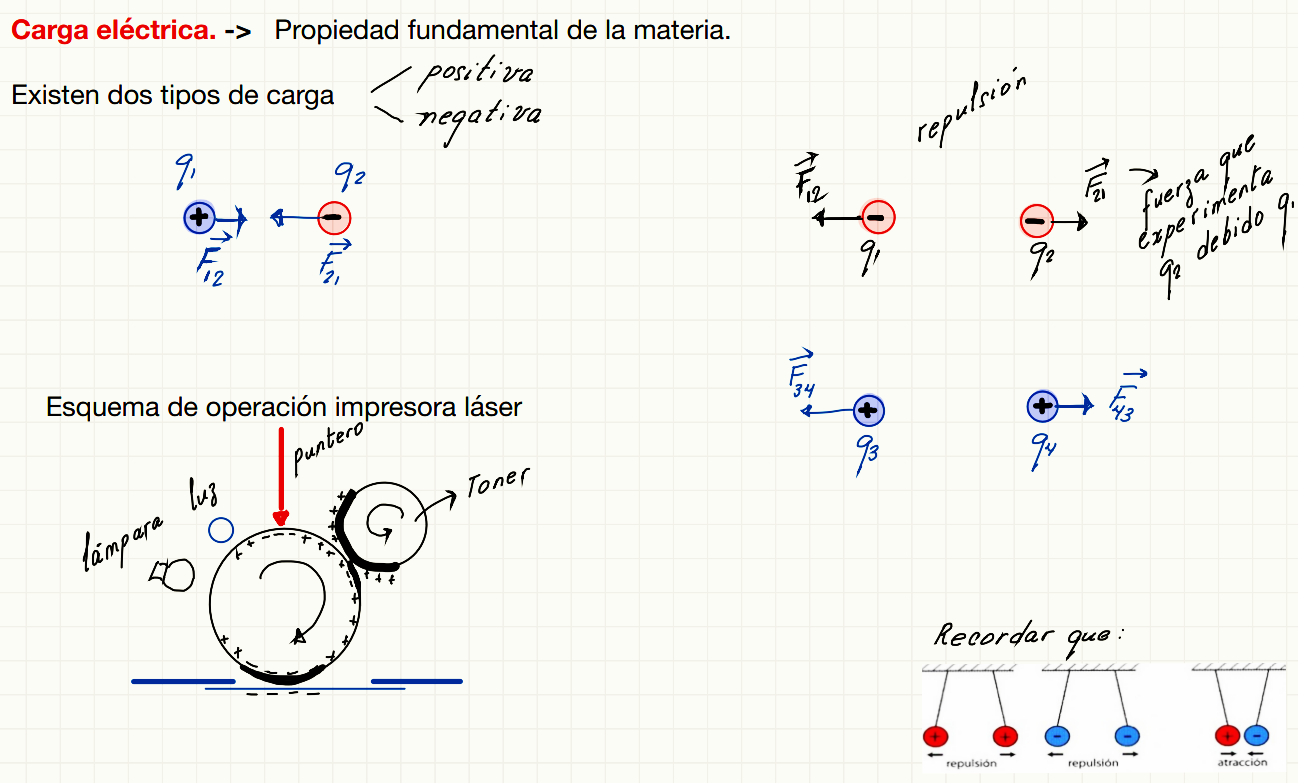 Carga eléctrica. -> Propiedad fundamental de la materia.
Existen dos tipos de carga
positiva
negativa
q1
q2
+
-
F12
F21
repulsión
F12
F21
fuerza que
experimenta
q2 debido q1
-
-
q1
q2
F34
F43
+
+
q3
q4
Esquema de operación impresora láser
puntero
luz
lámpara
Toner
Recordar que:
+ + - - + -
repulsión repulsión atracción